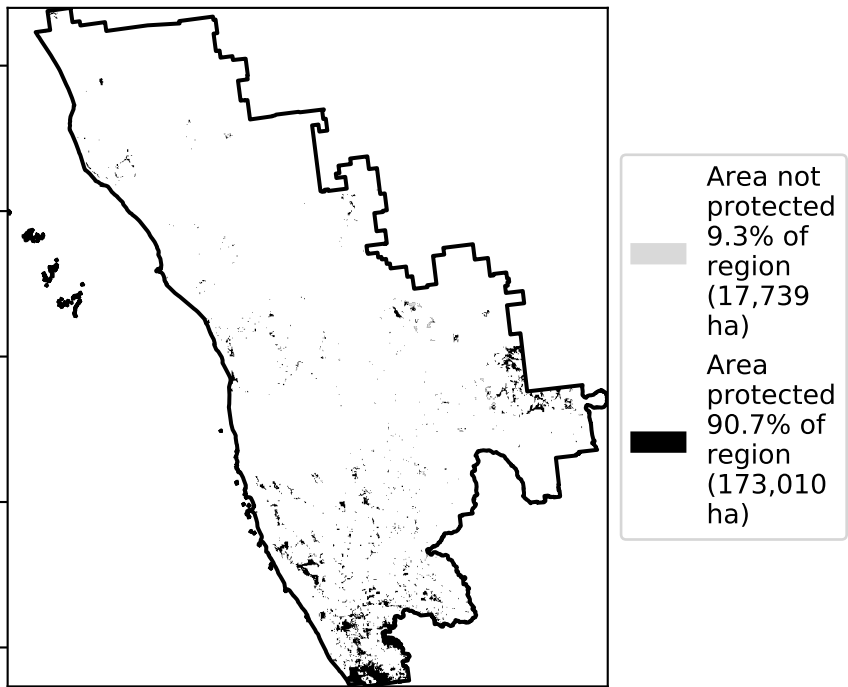 Area not
protected
9.3% of
region
(17,739
ha)
Area
protected
90.7% of
region
(173,010
ha)